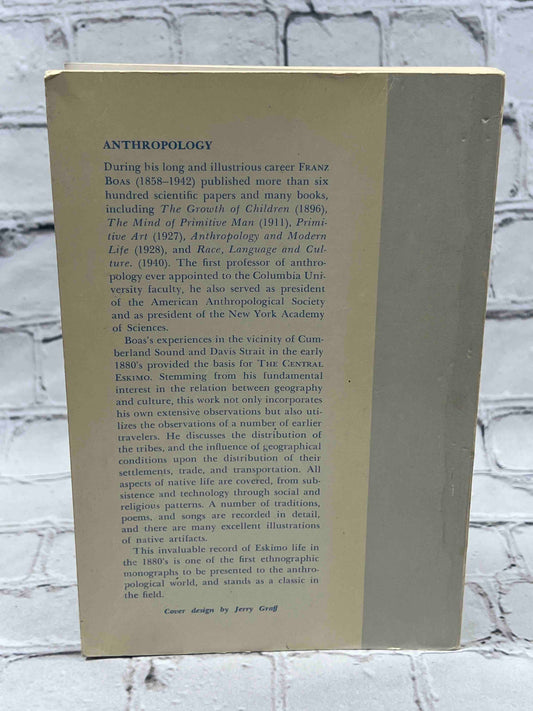 ANTHROPOLOGY
During his long and illustrious career FRANZ
BOAS (1858–1942) published more than six
hundred scientific papers and many books,
including The Growth of Children (1896),
The Mind of Primitive Man (1911), Primi-
tive Art (1927), Anthropology and Modern
Life (1928), and Race, Language and Cul-
ture. (1940). The first professor of anthro-
pology ever appointed to the Columbia Uni-
versity faculty, he also served as president
of the American Anthropological Society
and as president of the New York Academy
of Sciences.
Boas's experiences in the vicinity of Cum-
berland Sound and Davis Strait in the early
1880's provided the basis for THE CENTRAL
ESKIMO. Stemming from his fundamental
interest in the relation between geography
and culture, this work not only incorporates
his own extensive observations but also uti-
lizes the observations of a number of earlier
travelers. He discusses the distribution of
the tribes, and the influence of geographical
conditions upon the distribution of their
settlements, trade, and transportation. All
aspects of native life are covered, from sub-
sistence and technology through social and
religious patterns. A number of traditions,
poems, and songs are recorded in detail,
and there are many excellent illustrations
of native artifacts.
This invaluable record of Eskimo life in
the 1880's is one of the first ethnographic
monographs to be presented to the anthro-
pological world, and stands as a classic in
the field.
Cover design by Jerry Graff